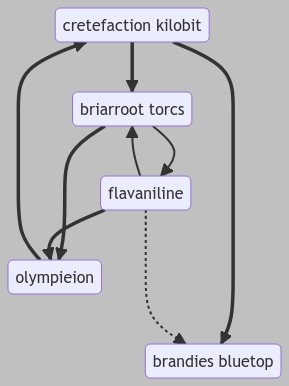 cretefaction kilobit
briarroot torcs
flavaniline
olympieion
brandies bluetop